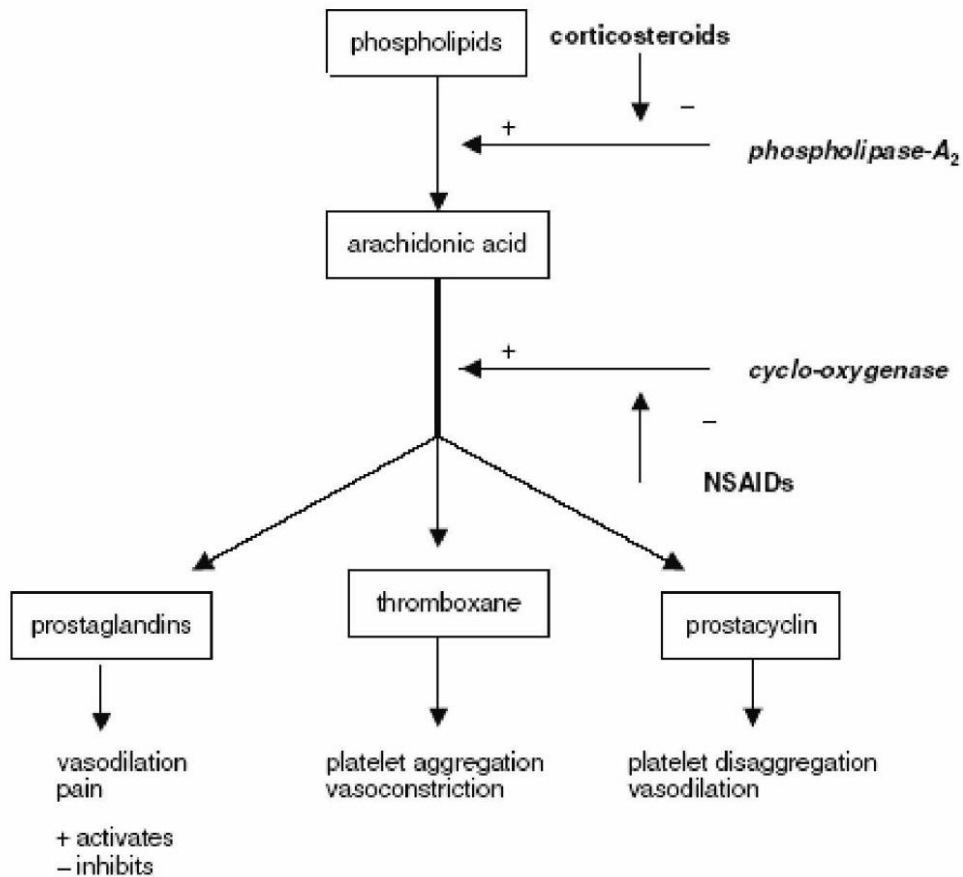 phospholipids
corticosteroids
–
+
phospholipase-A₂
arachidonic acid
+
cyclo-oxygenase
–
NSAIDs
prostaglandins
thromboxane
prostacyclin
vasodilation
pain
platelet aggregation
vasoconstriction
platelet disaggregation
vasodilation
+ activates
– inhibits